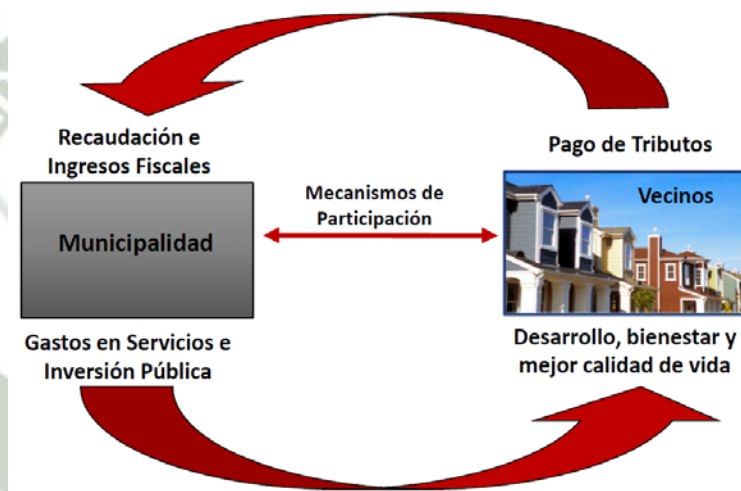 Recaudación e
Ingresos Fiscales
Municipalidad
Gastos en Servicios e
Inversión Pública
Mecanismos de
Participación
Pago de Tributos
Vecinos
Desarrollo, bienestar y
mejor calidad de vida